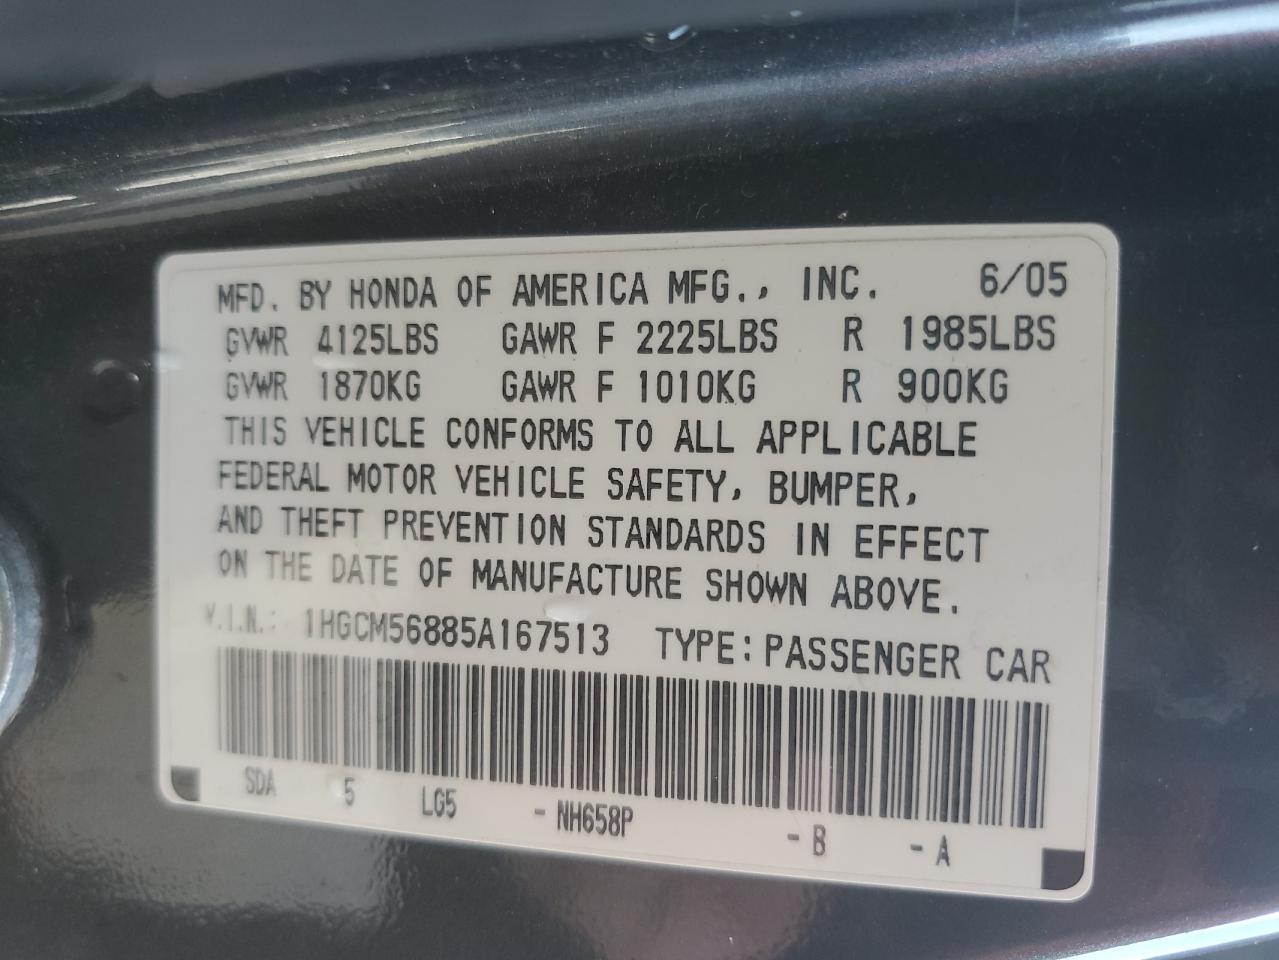 MFD. BY HONDA OF AMERICA MFG., INC. 6/05
GVWR 4125LBS GAWR F 2225LBS R 1985LBS
GVWR 1870KG GAWR F 1010KG R 900KG
THIS VEHICLE CONFORMS TO ALL APPLICABLE
FEDERAL MOTOR VEHICLE SAFETY, BUMPER,
AND THEFT PREVENTION STANDARDS IN EFFECT
ON THE DATE OF MANUFACTURE SHOWN ABOVE.
V.I.N.: 1HGCM56885A167513 TYPE: PASSENGER CAR
SDA 5 LG5 - NH658P - B - A